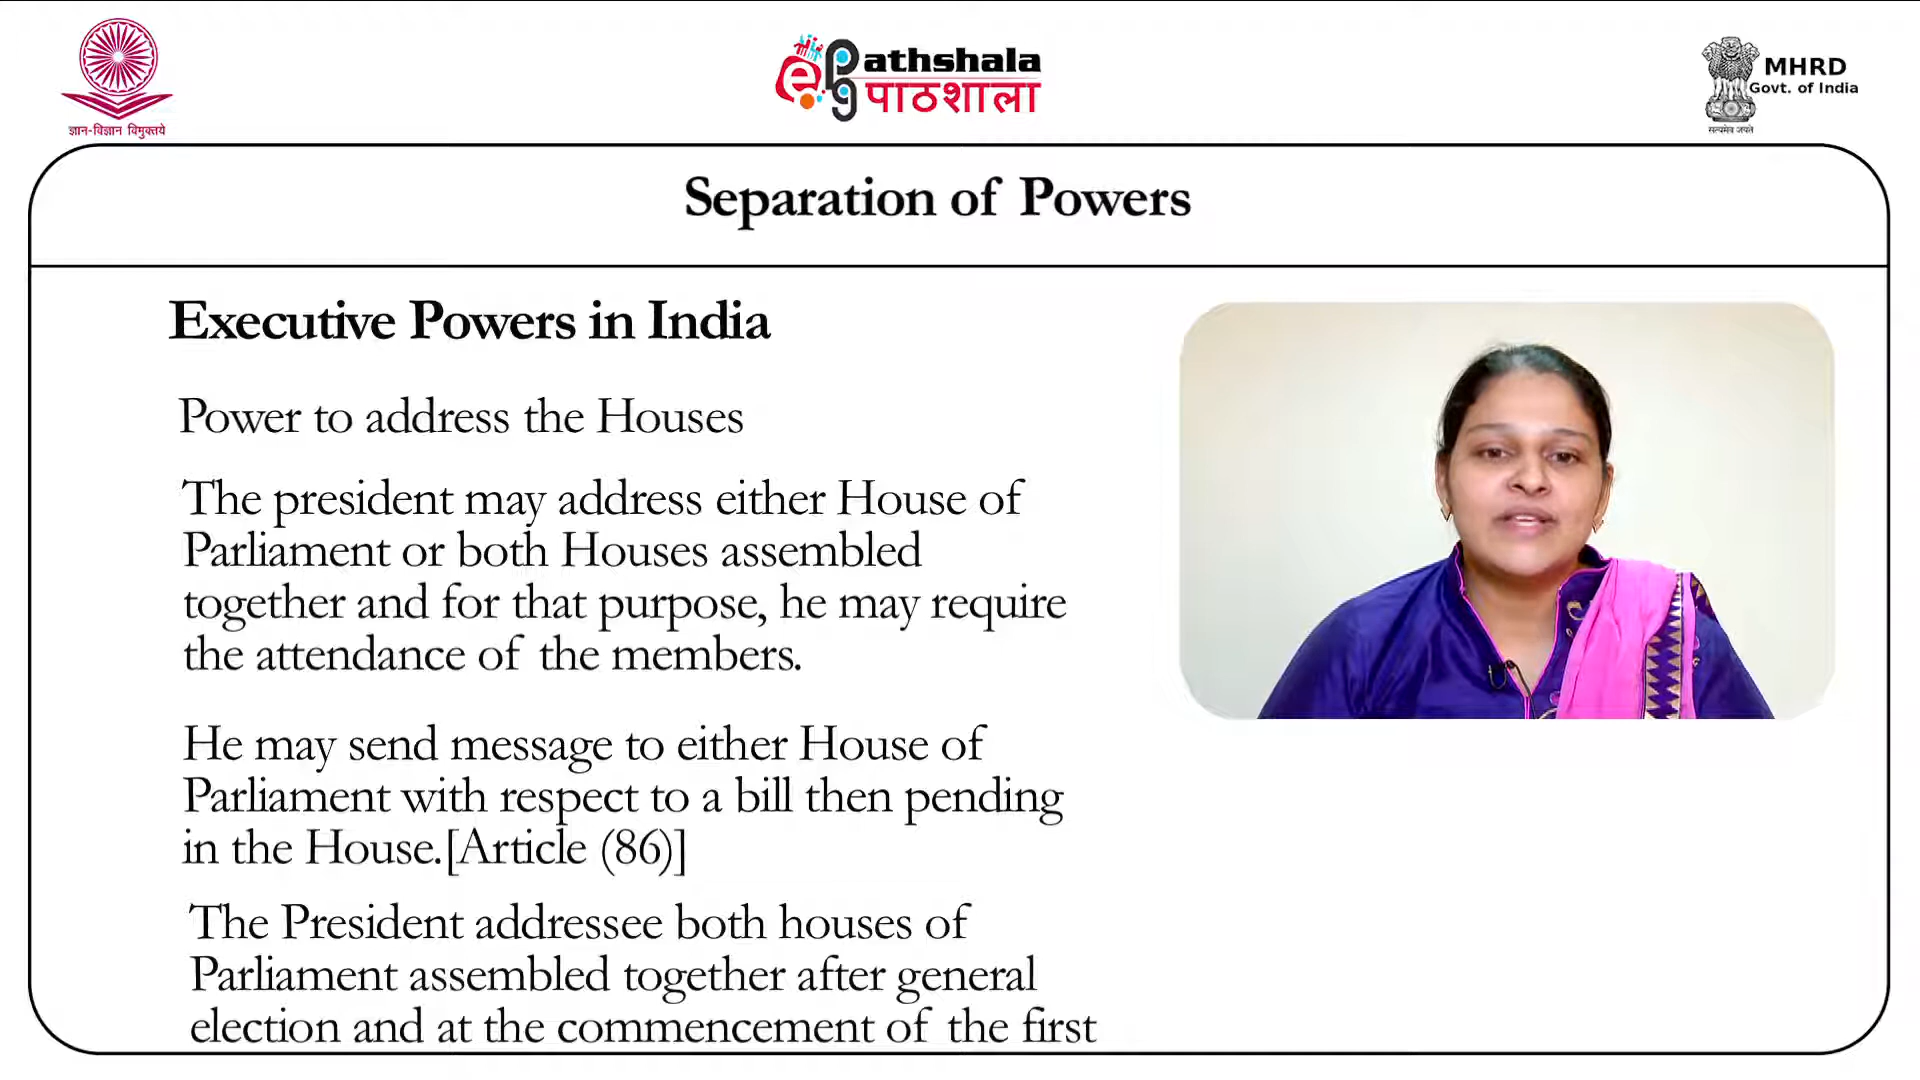 ज्ञान-विज्ञान विमुक्तये
ePg Pathshala
पाठशाला
MHRD
Govt. of India
सत्यमेव जयते
Separation of Powers
Executive Powers in India
Power to address the Houses
The president may address either House of
Parliament or both Houses assembled
together and for that purpose, he may require
the attendance of the members.
He may send message to either House of
Parliament with respect to a bill then pending
in the House.[Article (86)]
The President addressee both houses of
Parliament assembled together after general
election and at the commencement of the first